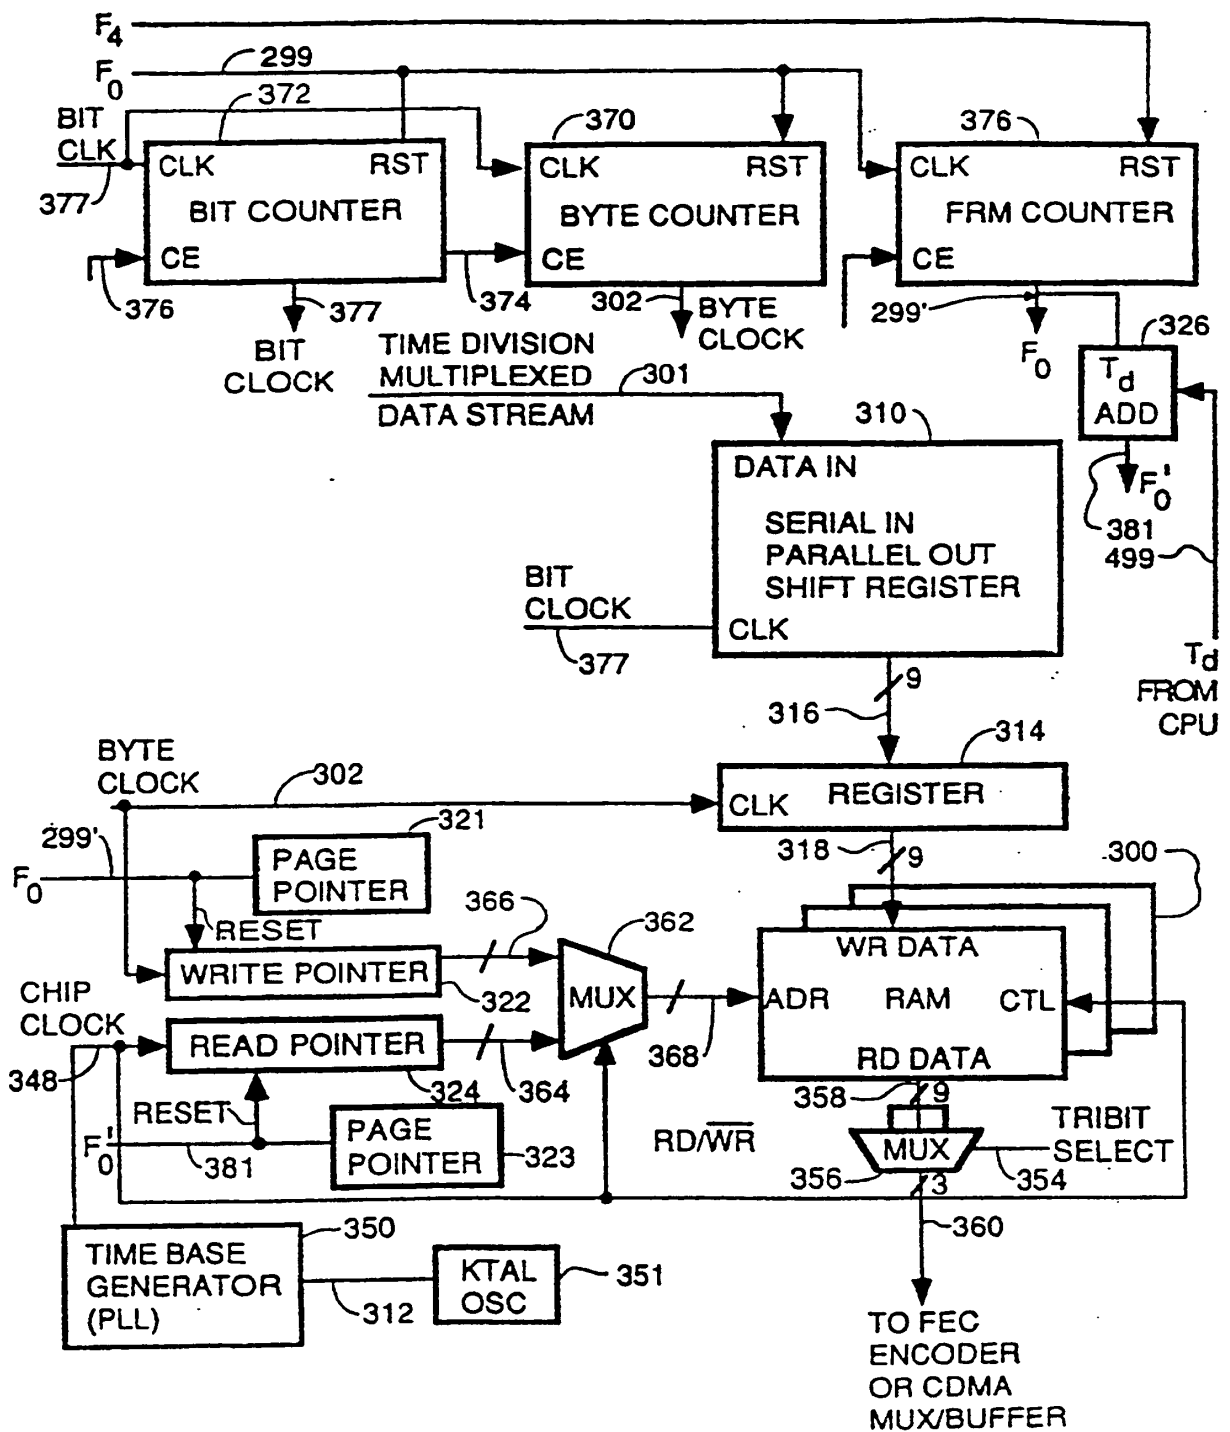 F4
F0
299
BIT
CLK
377
372
CLK
RST
BIT COUNTER
CE
376
377
BIT
CLOCK
374
370
CLK
RST
BYTE COUNTER
CE
302
BYTE
CLOCK
376
CLK
RST
FRM COUNTER
CE
299'
F0
326
Td
ADD
F0'
381
499
Td
FROM
CPU
TIME DIVISION
MULTIPLEXED
DATA STREAM
301
310
DATA IN
SERIAL IN
PARALLEL OUT
SHIFT REGISTER
CLK
BIT
CLOCK
377
9
316
314
BYTE
CLOCK
302
CLK
REGISTER
299'
F0
321
PAGE
POINTER
RESET
318
9
300
366
362
WRITE POINTER
322
MUX
WR DATA
ADR
RAM
CTL
RD DATA
CHIP
CLOCK
348
READ POINTER
324
364
368
358
9
RESET
F0'
381
PAGE
POINTER
323
RD/WR
MUX
356
TRIBIT
SELECT
354
3
360
350
TIME BASE
GENERATOR
(PLL)
312
KTAL
OSC
351
TO FEC
ENCODER
OR CDMA
MUX/BUFFER